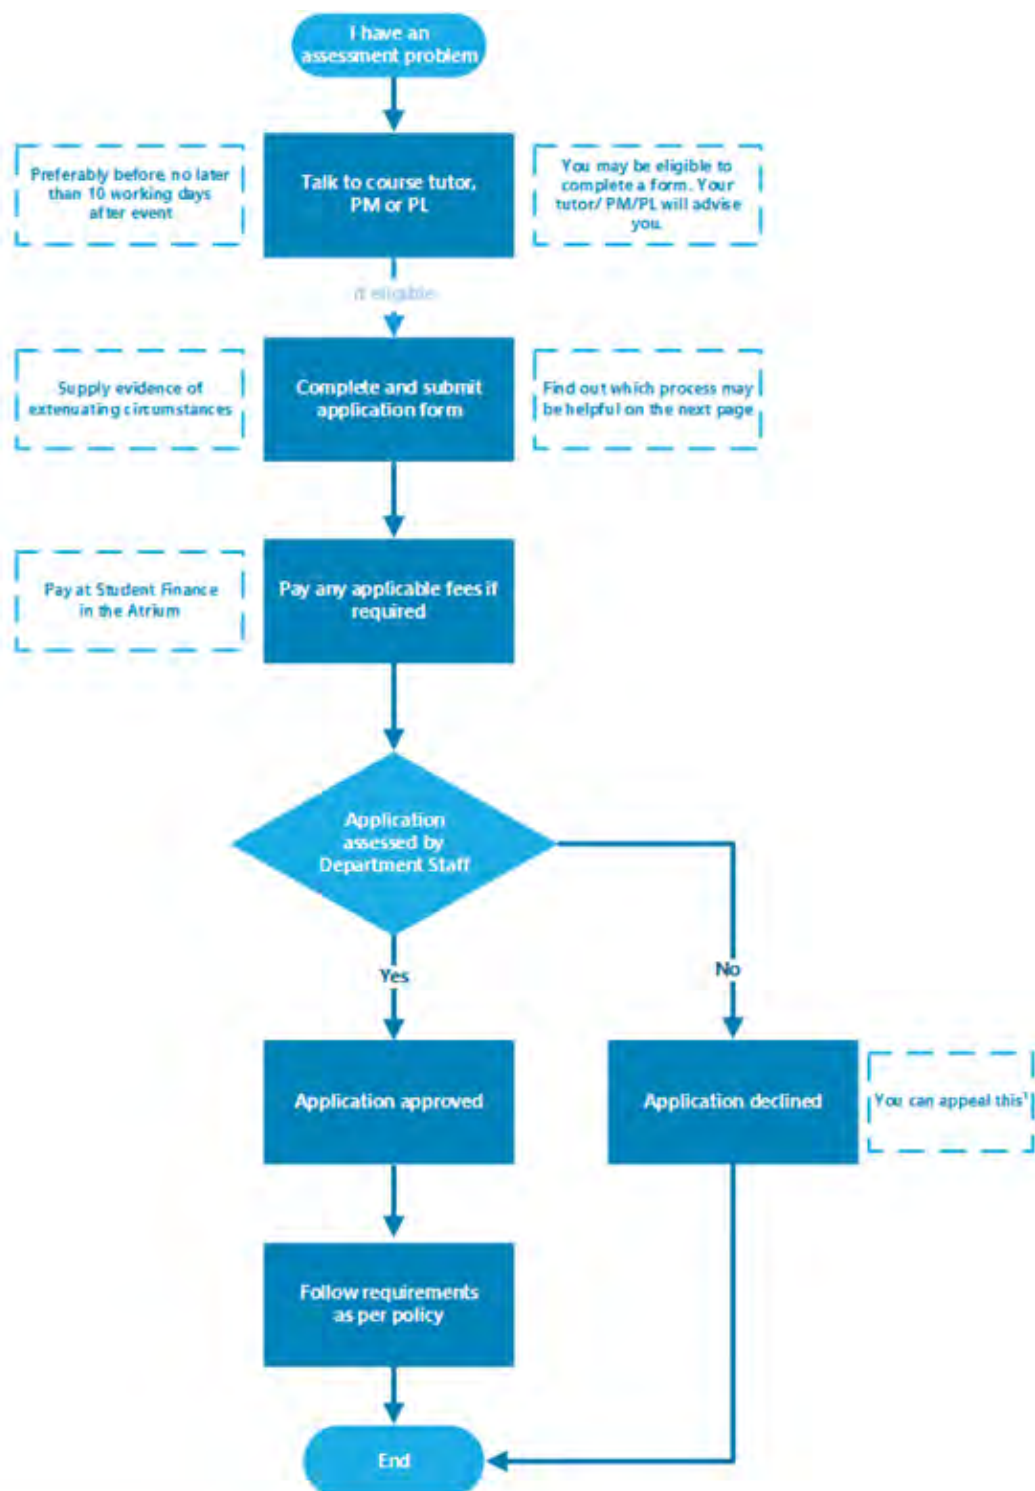 I have an
assessment problem
Preferably before, no later
than 10 working days
after event
Talk to course tutor,
PM or PL
You may be eligible to
complete a form. Your
tutor/ PM/PL will advise
you.
if eligible
Supply evidence of
extenuating circumstances
Complete and submit
application form
Find out which process may
be helpful on the next page
Pay at Student Finance
in the Atrium
Pay any applicable fees if
required
Application
assessed by
Department Staff
Yes
No
Application approved
Application declined
You can appeal this¹
Follow requirements
as per policy
End